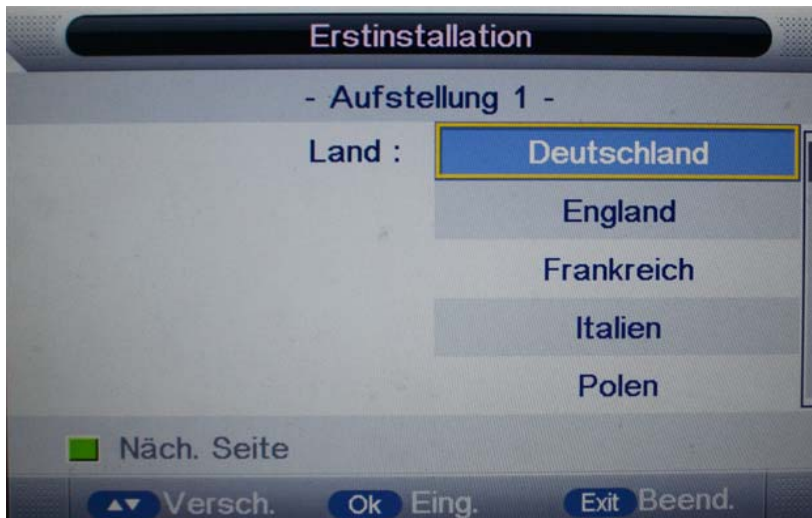 Erstinstallation
- Aufstellung 1 -
Land : Deutschland
England
Frankreich
Italien
Polen
Näch. Seite
▲▼ Versch. Ok Eing. Exit Beend.